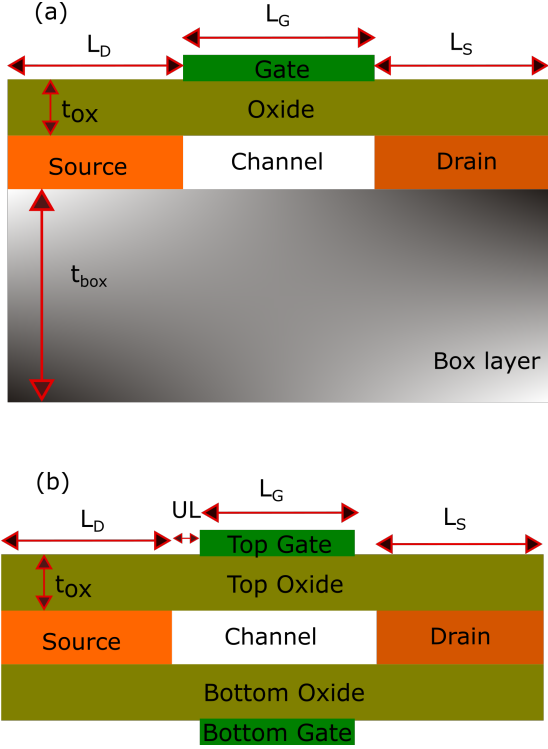 (a)
L_G
L_D
L_S
Gate
t_ox
Oxide
Source
Channel
Drain
t_box
Box layer
(b)
UL
L_G
L_D
L_S
Top Gate
t_ox
Top Oxide
Source
Channel
Drain
Bottom Oxide
Bottom Gate